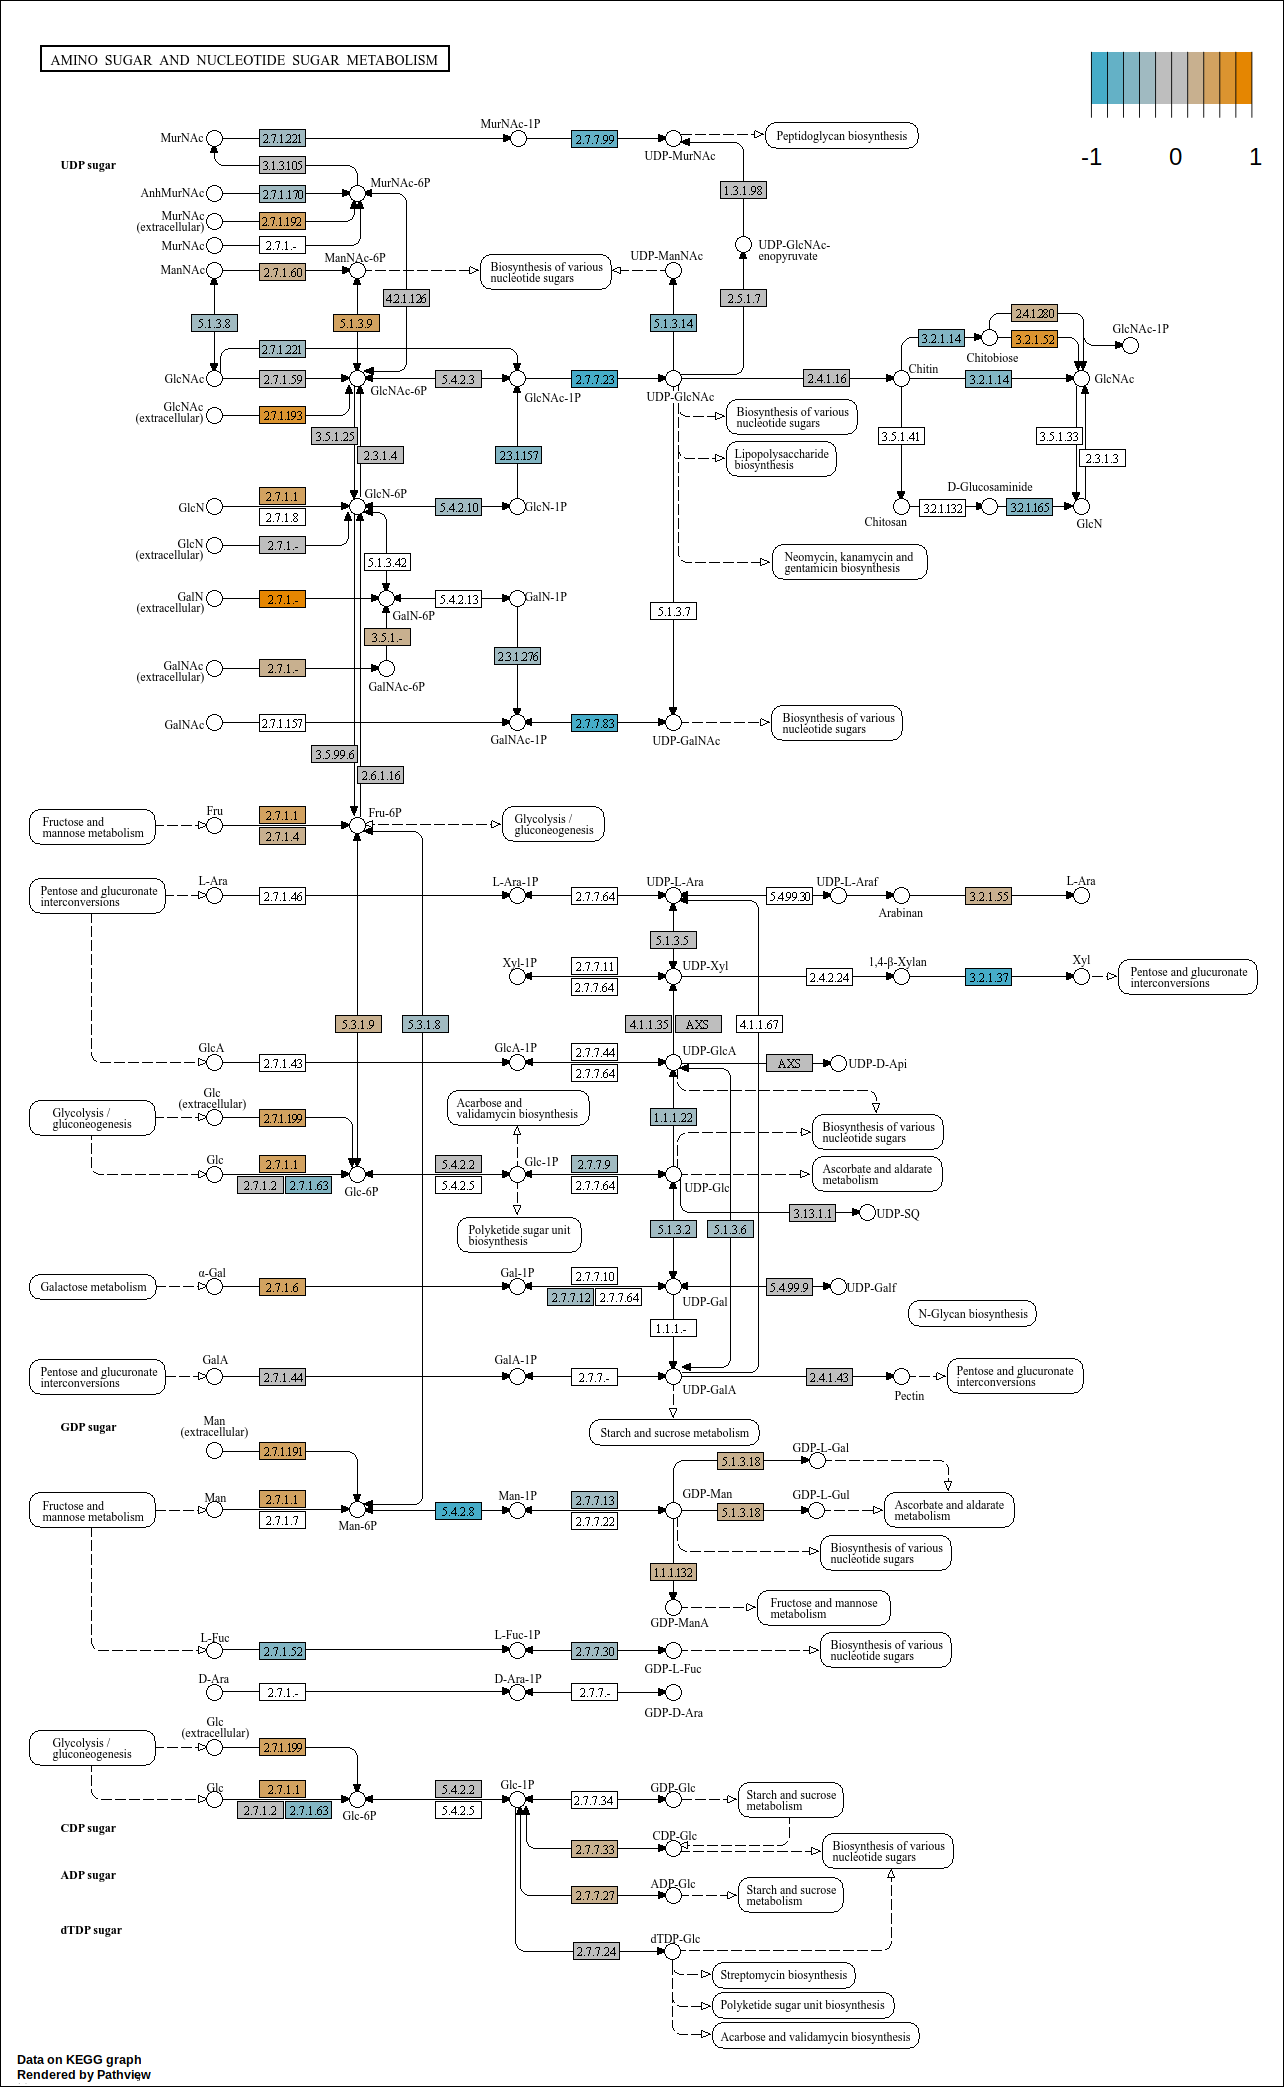 AMINO SUGAR AND NUCLEOTIDE SUGAR METABOLISM
-1 0 1
MurNAc 2.7.1.221 MurNAc-1P 2.7.7.99 UDP-MurNAc Peptidoglycan biosynthesis
UDP sugar 3.1.3.105
AnhMurNAc 2.7.1.170 MurNAc-6P 1.3.1.98
MurNAc
(extracellular) 2.7.1.192
MurNAc 2.7.1.- UDP-GlcNAc-
enopyruvate
ManNAc 2.7.1.60 ManNAc-6P Biosynthesis of various
nucleotide sugars UDP-ManNAc
4.2.1.126 2.5.1.7
5.1.3.8 5.1.3.9 5.1.3.14 2.4.1.280
3.2.1.14 Chitobiose 3.2.1.52 GlcNAc-1P
2.7.1.221
GlcNAc 2.7.1.59 GlcNAc-6P 5.4.2.3 GlcNAc-1P 2.7.7.23 UDP-GlcNAc 2.4.1.16 Chitin 3.2.1.14 GlcNAc
GlcNAc
(extracellular) 2.7.1.193 Biosynthesis of various
nucleotide sugars
3.5.1.25 3.5.1.41 3.5.1.33
2.3.1.4 2.3.1.157 Lipopolysaccharide
biosynthesis 2.3.1.3
GlcN 2.7.1.1 GlcN-6P 5.4.2.10 GlcN-1P D-Glucosaminide
2.7.1.8 Chitosan 3.2.1.132 3.2.1.165 GlcN
GlcN
(extracellular) 2.7.1.-
5.1.3.42 Neomycin, kanamycin and
gentamicin biosynthesis
GalN
(extracellular) 2.7.1.- GalN-6P 5.4.2.13 GalN-1P 5.1.3.7
3.5.1.- 2.3.1.276
GalNAc
(extracellular) 2.7.1.- GalNAc-6P
GalNAc 2.7.1.157 GalNAc-1P 2.7.7.83 UDP-GalNAc Biosynthesis of various
nucleotide sugars
3.5.99.6
2.6.1.16
Fructose and
mannose metabolism Fru 2.7.1.1 Fru-6P Glycolysis /
gluconeogenesis
2.7.1.4
Pentose and glucuronate
interconversions L-Ara 2.7.1.46 L-Ara-1P 2.7.7.64 UDP-L-Ara 5.4.99.30 UDP-L-Araf Arabinan 3.2.1.55 L-Ara
5.1.3.5
Xyl-1P 2.7.7.11 UDP-Xyl 2.4.2.24 1,4-β-Xylan 3.2.1.37 Xyl Pentose and glucuronate
interconversions
2.7.7.64
5.3.1.9 5.3.1.8 4.1.1.35 AXS 4.1.1.67
GlcA 2.7.1.43 GlcA-1P 2.7.7.44 UDP-GlcA AXS UDP-D-Api
2.7.7.64
Glycolysis /
gluconeogenesis Glc
(extracellular) 2.7.1.199 Acarbose and
validamycin biosynthesis 1.1.1.22 Biosynthesis of various
nucleotide sugars
Glc 2.7.1.1 Glc-6P 5.4.2.2 Glc-1P 2.7.7.9 UDP-Glc Ascorbate and aldarate
metabolism
2.7.1.2 2.7.1.63 5.4.2.5 2.7.7.64
3.13.1.1 UDP-SQ
Polyketide sugar unit
biosynthesis 5.1.3.2 5.1.3.6
Galactose metabolism α-Gal 2.7.1.6 Gal-1P 2.7.7.10 UDP-Gal 5.4.99.9 UDP-Galf
2.7.7.12 2.7.7.64
N-Glycan biosynthesis
1.1.1.-
Pentose and glucuronate
interconversions GalA 2.7.1.44 GalA-1P 2.7.7.- UDP-GalA 2.4.1.43 Pectin Pentose and glucuronate
interconversions
GDP sugar
Man
(extracellular) 2.7.1.191 Starch and sucrose metabolism
5.1.3.18 GDP-L-Gal
Fructose and
mannose metabolism Man 2.7.1.1 Man-6P 5.4.2.8 Man-1P 2.7.7.13 GDP-Man 5.1.3.18 GDP-L-Gul Ascorbate and aldarate
metabolism
2.7.1.7 2.7.7.22
Biosynthesis of various
nucleotide sugars
1.1.1.132
GDP-ManA Fructose and mannose
metabolism
L-Fuc 2.7.1.52 L-Fuc-1P 2.7.7.30 GDP-L-Fuc Biosynthesis of various
nucleotide sugars
D-Ara 2.7.1.- D-Ara-1P 2.7.7.- GDP-D-Ara
Glycolysis /
gluconeogenesis Glc
(extracellular) 2.7.1.199
Glc 2.7.1.1 Glc-6P 5.4.2.2 Glc-1P 2.7.7.34 GDP-Glc Starch and sucrose
metabolism
2.7.1.2 2.7.1.63 5.4.2.5
CDP sugar
2.7.7.33 CDP-Glc Biosynthesis of various
nucleotide sugars
ADP sugar
2.7.7.27 ADP-Glc Starch and sucrose
metabolism
dTDP sugar
2.7.7.24 dTDP-Glc
Streptomycin biosynthesis
Polyketide sugar unit biosynthesis
Acarbose and validamycin biosynthesis
Data on KEGG graph
Rendered by Pathview